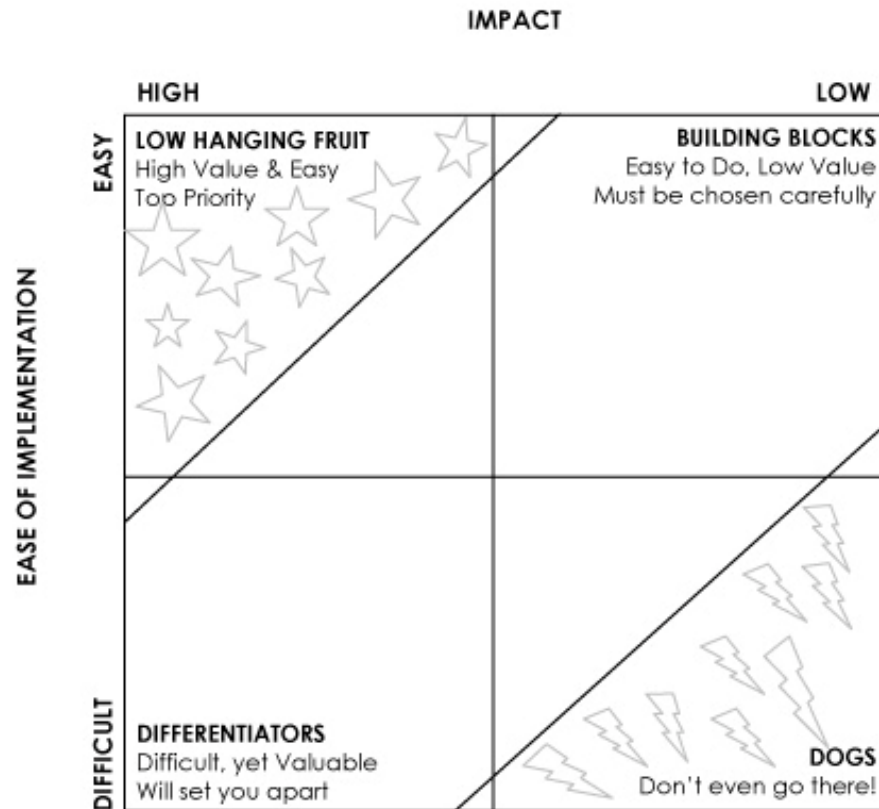 IMPACT
HIGH
LOW
EASE OF IMPLEMENTATION
EASY
LOW HANGING FRUIT
High Value & Easy
Top Priority
BUILDING BLOCKS
Easy to Do, Low Value
Must be chosen carefully
DIFFICULT
DIFFERENTIATORS
Difficult, yet Valuable
Will set you apart
DOGS
Don't even go there!